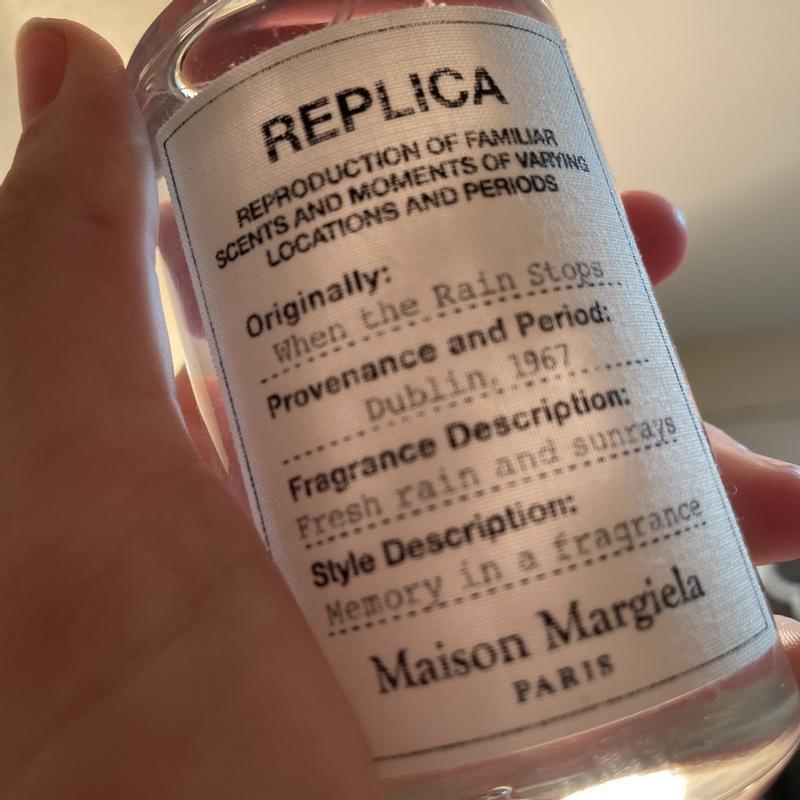 REPLICA
REPRODUCTION OF FAMILIAR
SCENTS AND MOMENTS OF VARYING
LOCATIONS AND PERIODS
Originally:
When the Rain Stops
Provenance and Period:
Dublin, 1967
Fragrance Description:
Fresh rain and sunrays
Style Description:
Memory in a fragrance
Maison Margiela
PARIS